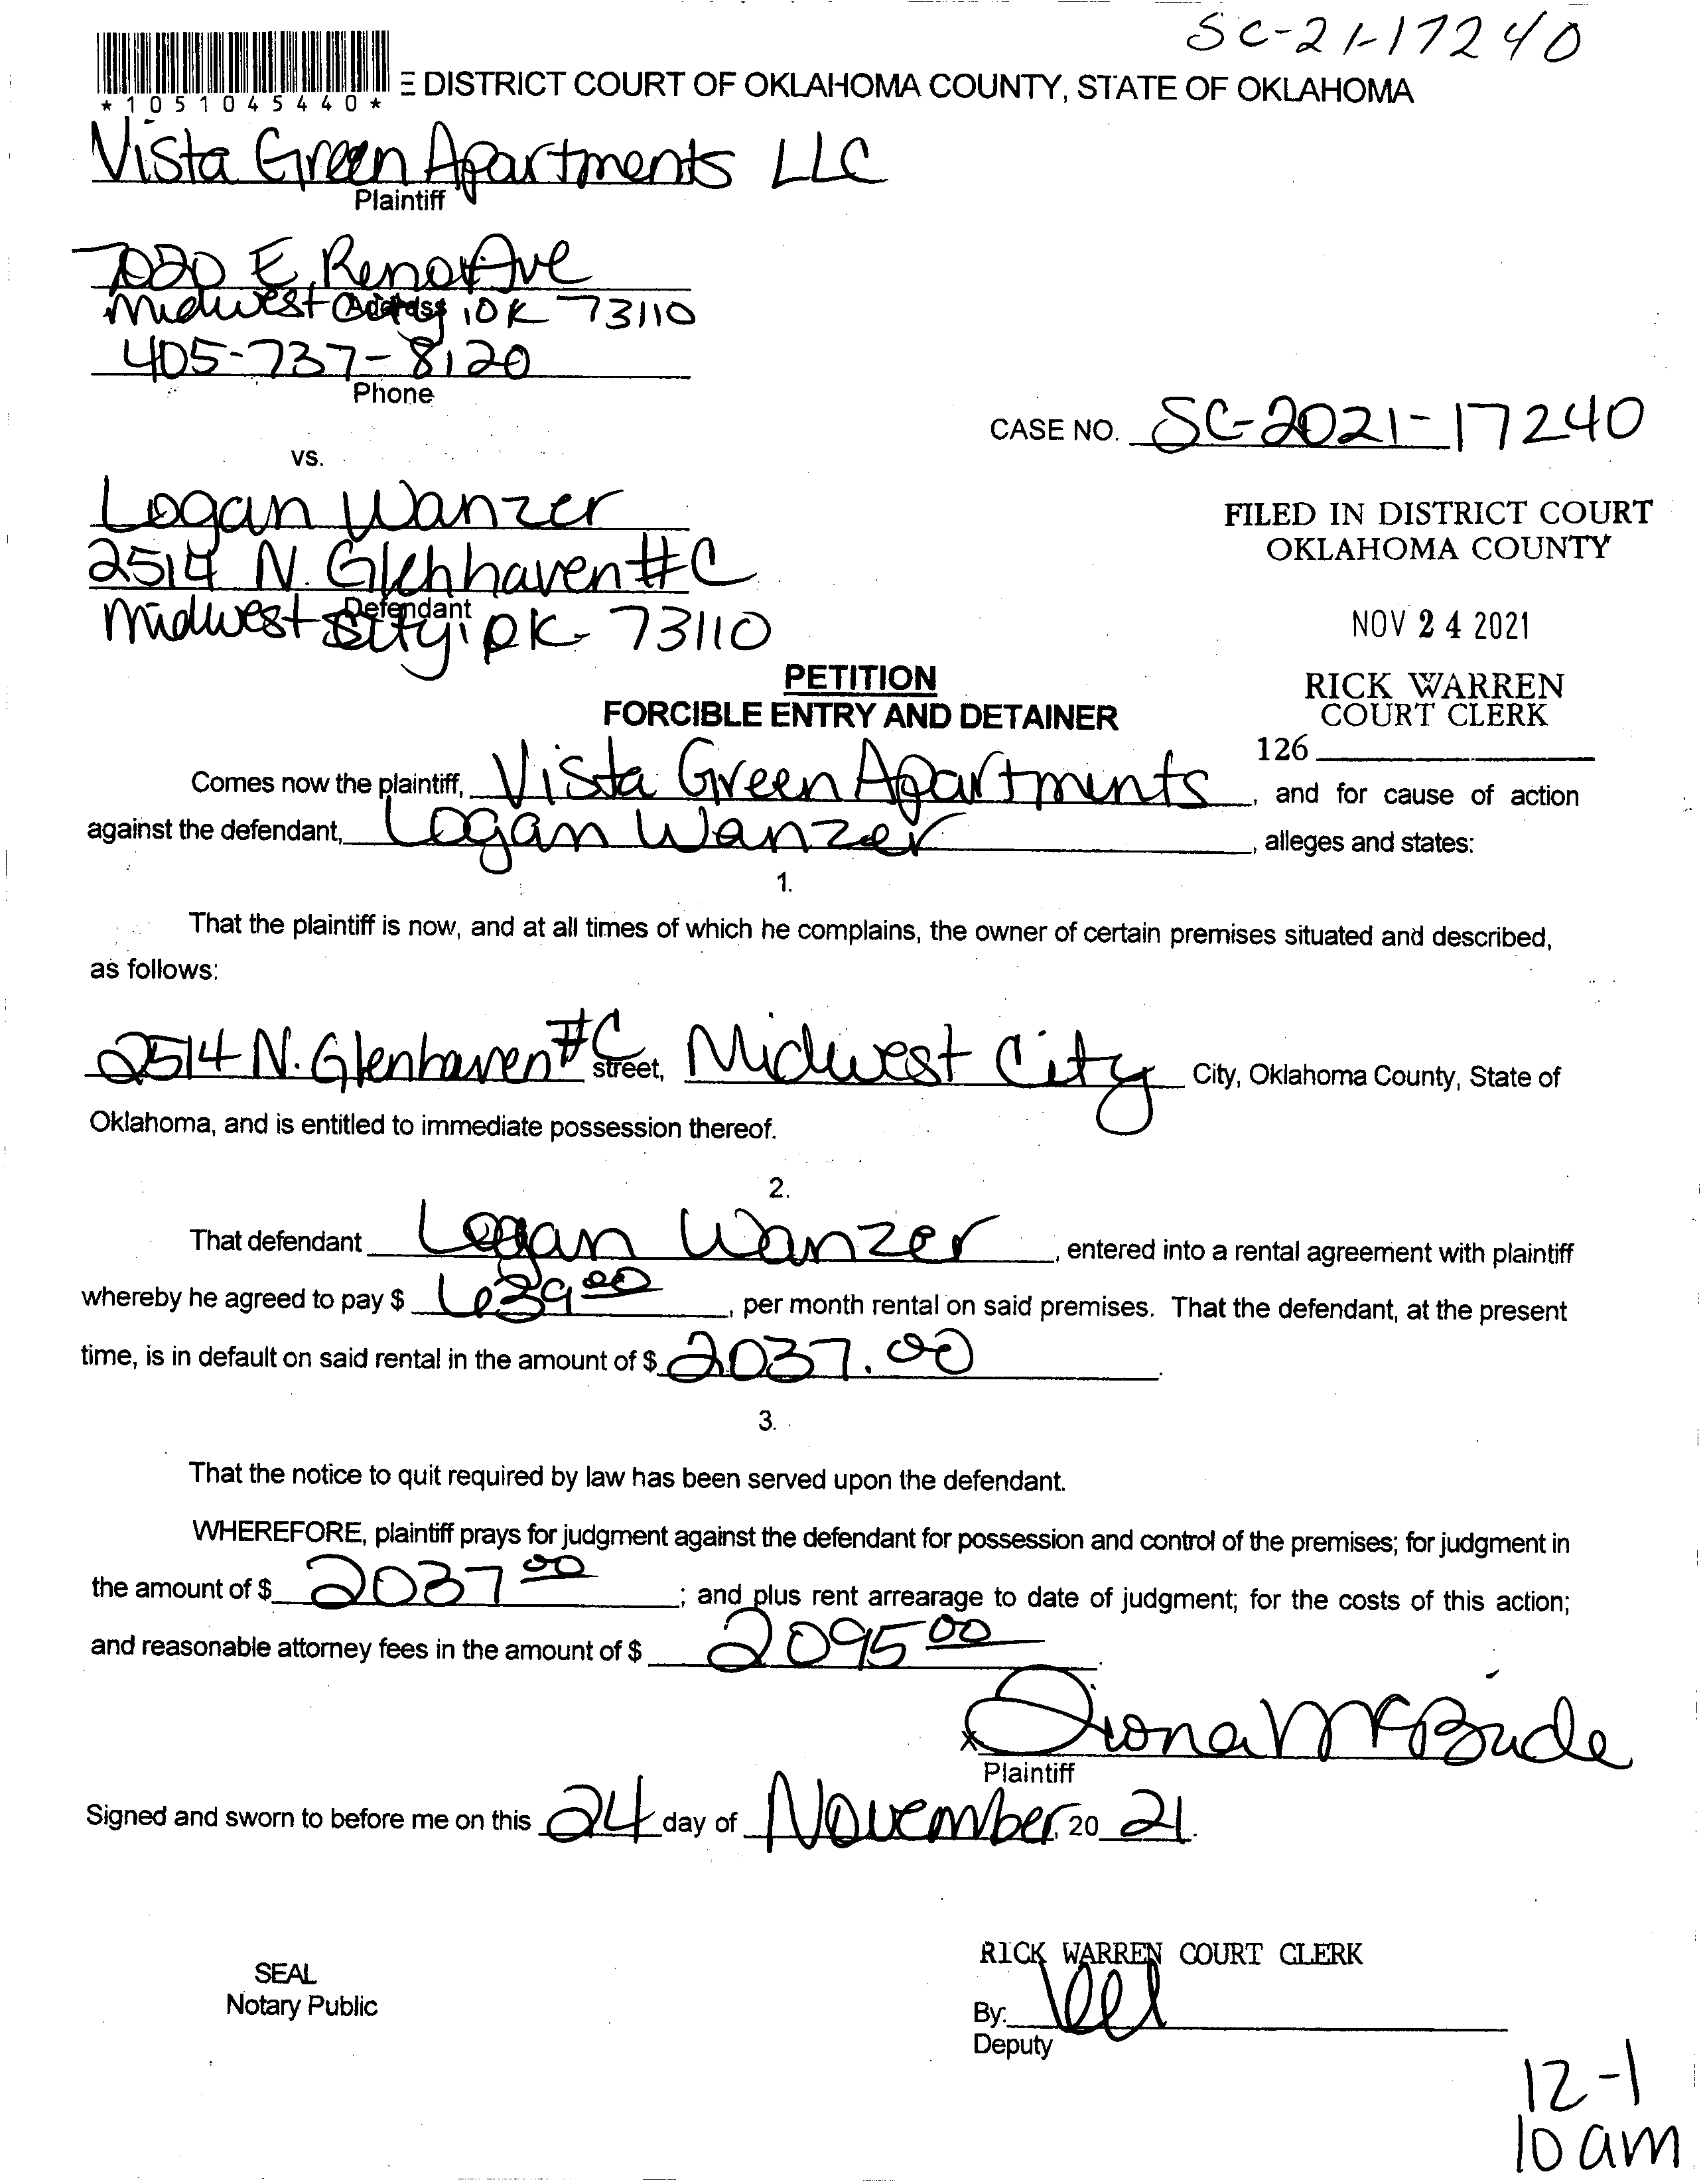 SC-21-17240
*1051045440*
E DISTRICT COURT OF OKLAHOMA COUNTY, STATE OF OKLAHOMA
Vista Green Apartments LLC
Plaintiff
7020 E. Reno Ave
Address
Midwest City, OK 73110
405-737-8120
Phone
CASE NO. SC-2021-17240
vs.
Logan Wanzer
2514 N. Glenhaven #C
Defendant
Midwest City, OK 73110
FILED IN DISTRICT COURT
OKLAHOMA COUNTY
NOV 24 2021
RICK WARREN
COURT CLERK
126
PETITION
FORCIBLE ENTRY AND DETAINER
Comes now the plaintiff, Vista Green Apartments, and for cause of action
against the defendant, Logan Wanzer, alleges and states:
1.
That the plaintiff is now, and at all times of which he complains, the owner of certain premises situated and described,
as follows:
2514 N. Glenhaven #C street, Midwest City City, Oklahoma County, State of
Oklahoma, and is entitled to immediate possession thereof.
2.
That defendant Logan Wanzer, entered into a rental agreement with plaintiff
whereby he agreed to pay $ 639 00, per month rental on said premises. That the defendant, at the present
time, is in default on said rental in the amount of $ 2037.00.
3.
That the notice to quit required by law has been served upon the defendant.
WHEREFORE, plaintiff prays for judgment against the defendant for possession and control of the premises; for judgment in
the amount of $ 2037 00; and plus rent arrearage to date of judgment; for the costs of this action;
and reasonable attorney fees in the amount of $ 2095 00.
x McBride
Plaintiff
Signed and sworn to before me on this 24 day of November, 20 21.
SEAL
Notary Public
RICK WARREN COURT CLERK
By:
Deputy
12-1
10 am